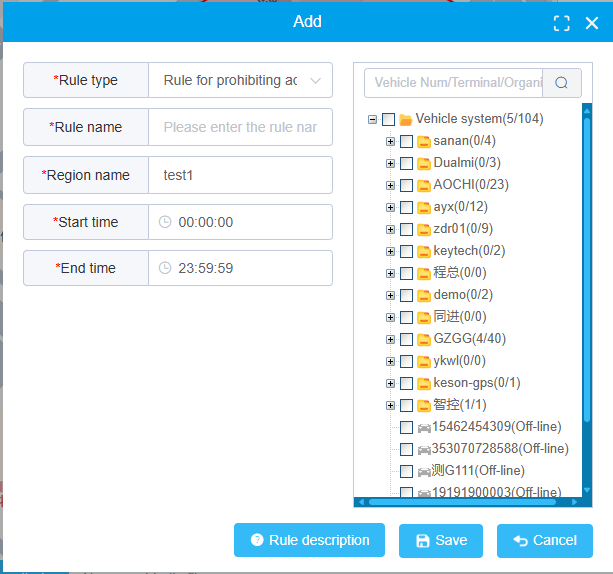 Add
*Rule type
Rule for prohibiting ac
*Rule name
Please enter the rule nar
*Region name
test1
*Start time
00:00:00
*End time
23:59:59
Vehicle Num/Terminal/Organi
Vehicle system(5/104)
sanan(0/4)
Dualmi(0/3)
AOCHI(0/23)
ayx(0/12)
zdr01(0/9)
keytech(0/2)
程总(0/0)
demo(0/2)
同进(0/0)
GZGG(4/40)
ykwl(0/0)
keson-gps(0/1)
智控(1/1)
15462454309(Off-line)
353070728588(Off-line)
测G111(Off-line)
19191900003(Off-line)
Rule description
Save
Cancel